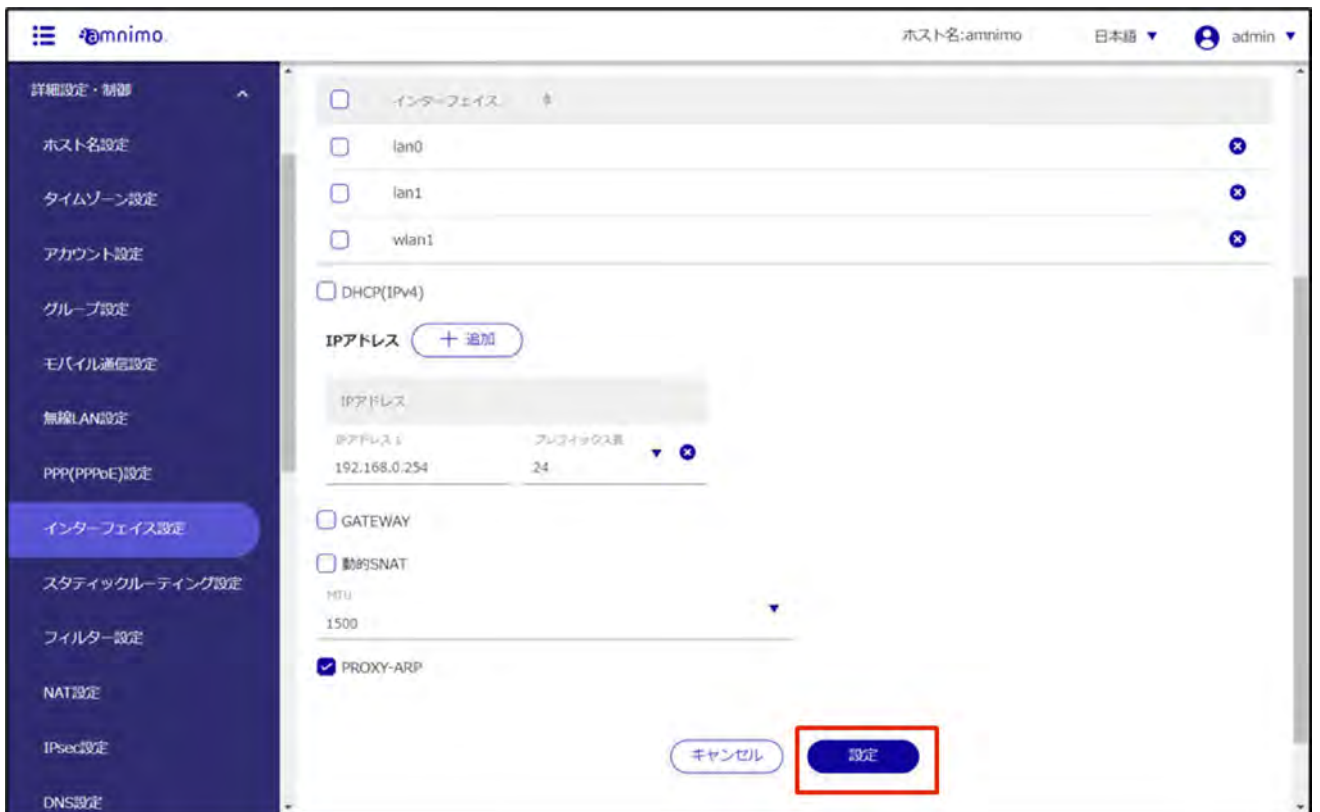 amnimo
ホスト名:amnimo
日本語
admin
詳細設定・制御
ホスト名設定
タイムゾーン設定
アカウント設定
グループ設定
モバイル通信設定
無線LAN設定
PPP(PPPoE)設定
インターフェイス設定
スタティックルーティング設定
フィルター設定
NAT設定
IPsec設定
DNS設定
インターフェイス
lan0
lan1
wlan1
DHCP(IPv4)
IPアドレス
+ 追加
IPアドレス
IPアドレス1 プレフィックス長
192.168.0.254 24
GATEWAY
動的SNAT
MTU
1500
PROXY-ARP
キャンセル 設定